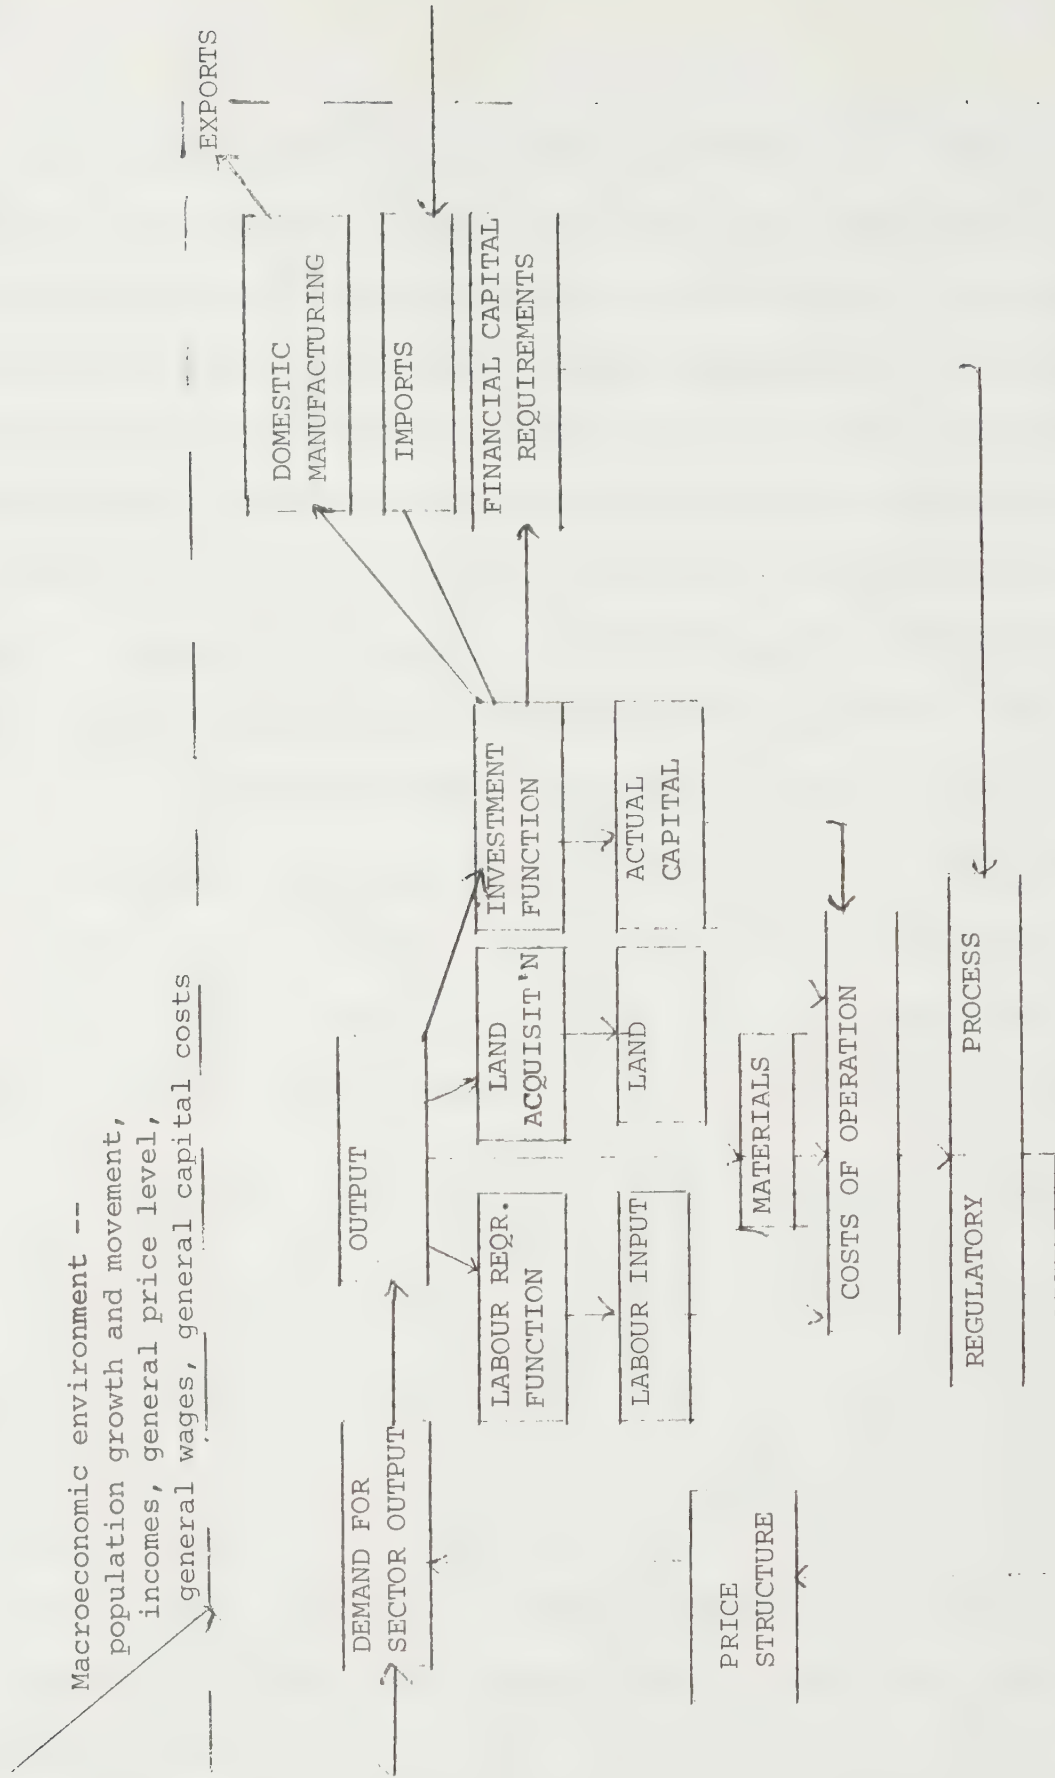 Macroeconomic environment --
population growth and movement,
incomes, general price level,
general wages, general capital costs
EXPORTS
DOMESTIC
MANUFACTURING
IMPORTS
FINANCIAL CAPITAL
REQUIREMENTS
DEMAND FOR
SECTOR OUTPUT
OUTPUT
LABOUR REQR.
FUNCTION
LAND
ACQUISIT'N
INVESTMENT
FUNCTION
LABOUR INPUT
LAND
ACTUAL
CAPITAL
PRICE
STRUCTURE
MATERIALS
COSTS OF OPERATION
REGULATORY PROCESS